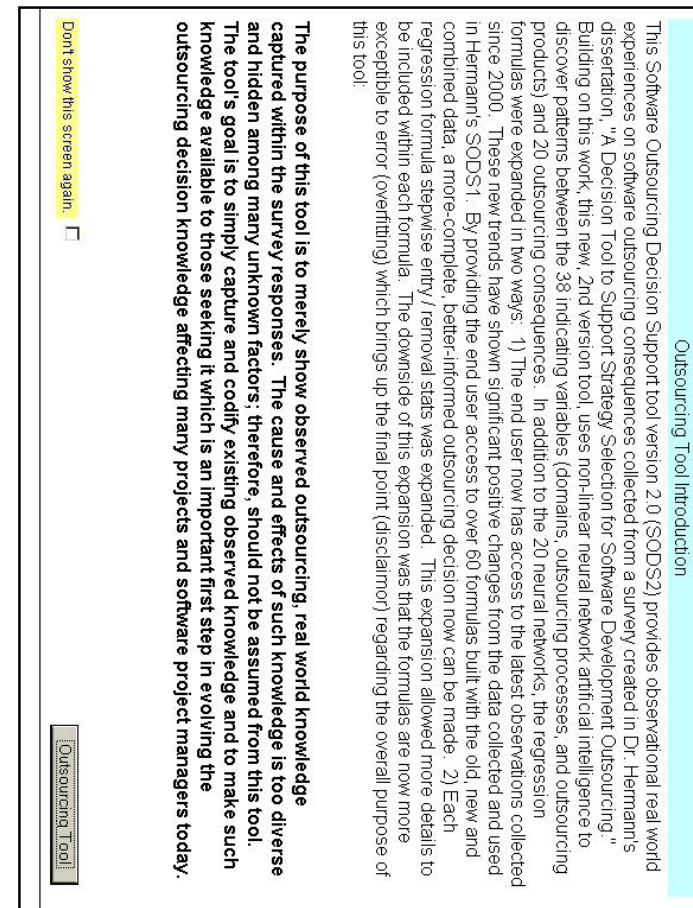 Outsourcing Tool Introduction
This Software Outsourcing Decision Support tool version 2.0 (SODS2) provides observational real world
experiences on software outsourcing consequences collected from a survery created in Dr. Hermann's
dissertation, "A Decision Tool to Support Strategy Selection for Software Development Outsourcing."
Building on this work, this new, 2nd version tool, uses non-linear neural network artificial intelligence to
discover patterns between the 38 indicating variables (domains, outsourcing processes, and outsourcing
products) and 20 outsourcing consequences.  In addition to the 20 neural networks, the regression
formulas were expanded in two ways:  1) The end user now has access to the latest observations collected
since 2000.  These new trends have shown significant positive changes from the data collected and used
in Hermann's SODS1.  By providing the end user access to over 60 formulas built with the old, new and
combined data, a more-complete, better-informed outsourcing decision now can be made.  2) Each
regression formula stepwise entry / removal stats was expanded.  This expansion allowed more details to
be included within each formula.  The downside of this expansion was that the formulas are now more
exceptible to error (overfitting) which brings up the final point (disclaimor) regarding the overall purpose of
this tool:
The purpose of this tool is to merely show observed outsourcing, real world knowledge
captured within the survey responses.  The cause and effects of such knowledge is too diverse
and hidden among many unknown factors; therefore, should not be assumed from this tool.
The tool's goal is to simply capture and codify existing observed knowledge and to make such
knowledge available to those seeking it which is an important first step in evolving the
outsourcing decision knowledge affecting many projects and software project managers today.
Don't show this screen again.
Outsourcing Tool